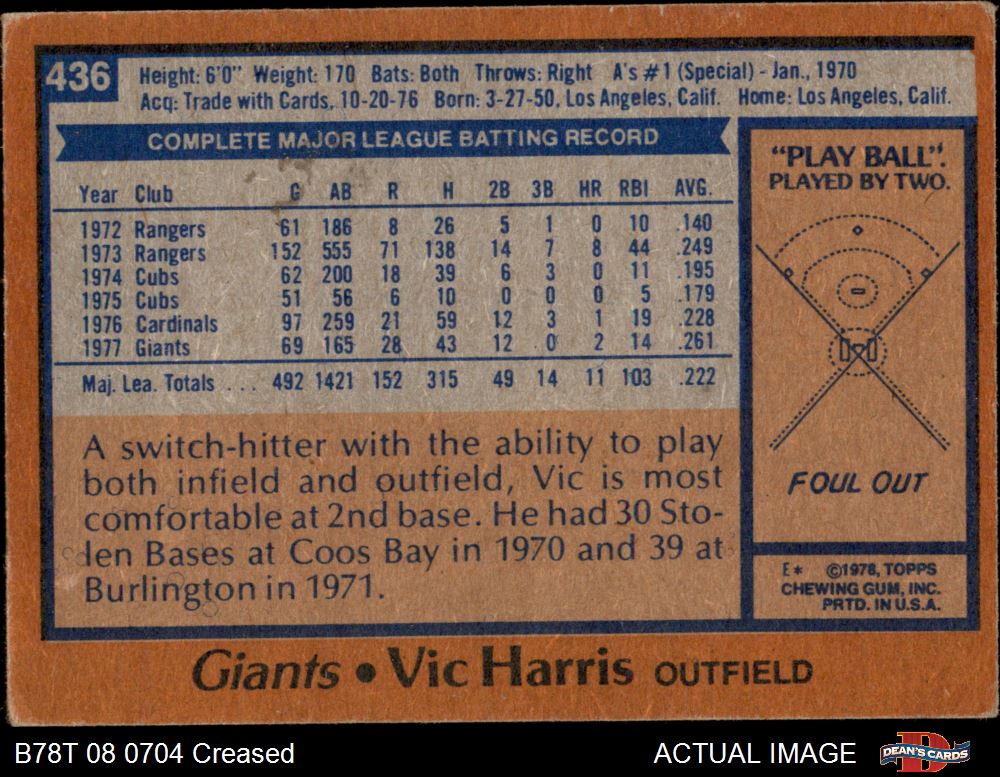 436
Height: 6'0" Weight: 170 Bats: Both Throws: Right A's #1 (Special) - Jan., 1970
Acq: Trade with Cards, 10-20-76 Born: 3-27-50, Los Angeles, Calif. Home: Los Angeles, Calif.
COMPLETE MAJOR LEAGUE BATTING RECORD
Year Club G AB R H 2B 3B HR RBI AVG.
1972 Rangers 61 186 8 26 5 1 0 10 .140
1973 Rangers 152 555 71 138 14 7 8 44 .249
1974 Cubs 62 200 18 39 6 3 0 11 .195
1975 Cubs 51 56 6 10 0 0 0 5 .179
1976 Cardinals 97 259 21 59 12 3 1 19 .228
1977 Giants 69 165 28 43 12 0 2 14 .261
Maj. Lea. Totals . . . 492 1421 152 315 49 14 11 103 .222
A switch-hitter with the ability to play
both infield and outfield, Vic is most
comfortable at 2nd base. He had 30 Sto-
len Bases at Coos Bay in 1970 and 39 at
Burlington in 1971.
"PLAY BALL".
PLAYED BY TWO.
FOUL OUT
E* ©1978, TOPPS
CHEWING GUM, INC.
PRTD. IN U.S.A.
Giants • Vic Harris OUTFIELD
B78T 08 0704 Creased
ACTUAL IMAGE
DEAN'S CARDS